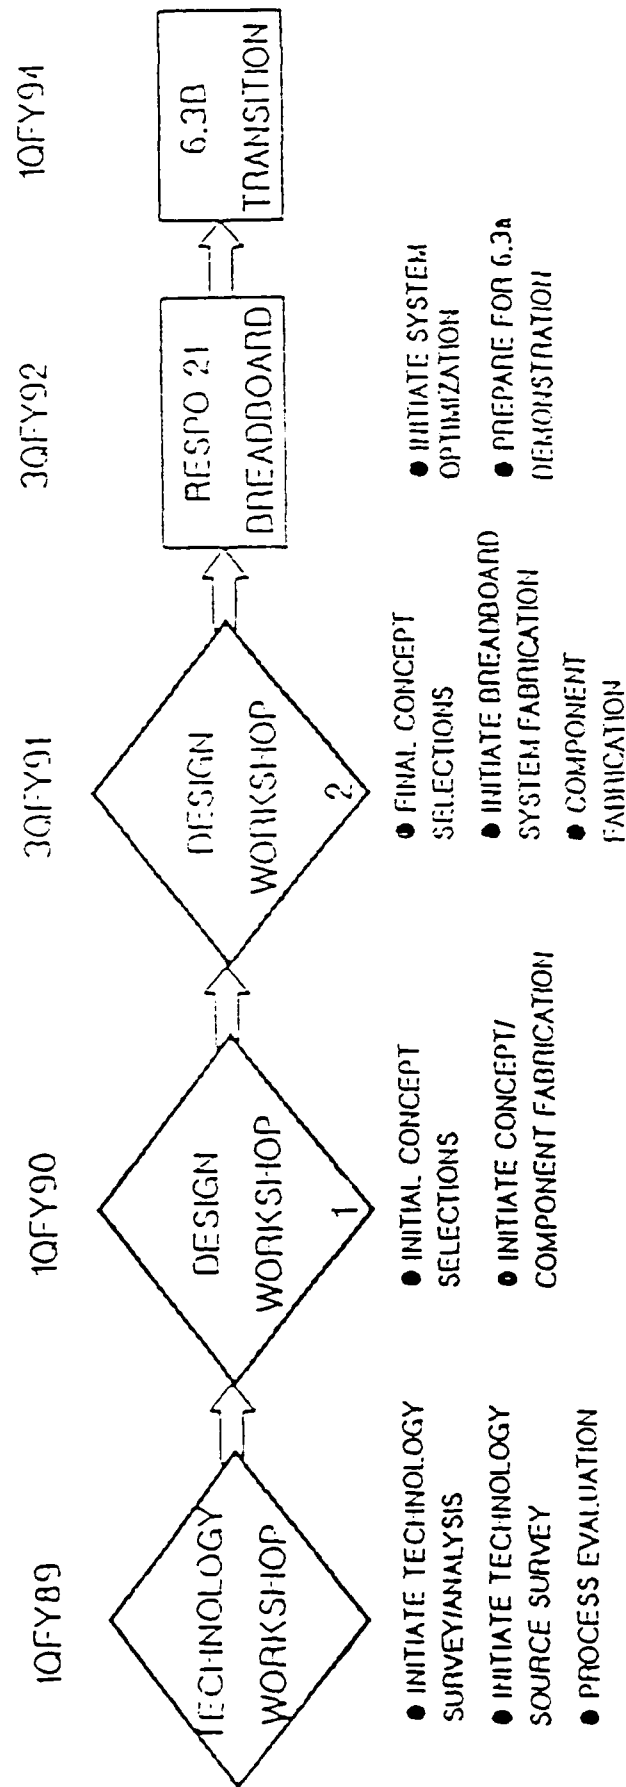 1QFY89
1QFY90
3QFY91
3QFY92
1QFY94
TECHNOLOGY
WORKSHOP
DESIGN
WORKSHOP
1
DESIGN
WORKSHOP
2
RESPO 21
BREADBOARD
6.3B
TRANSITION
● INITIATE TECHNOLOGY
SURVEY/ANALYSIS
● INITIATE TECHNOLOGY
SOURCE SURVEY
● PROCESS EVALUATION
● INITIAL CONCEPT
SELECTIONS
● INITIATE CONCEPT/
COMPONENT FABRICATION
● FINAL CONCEPT
SELECTIONS
● INITIATE BREADBOARD
SYSTEM FABRICATION
● COMPONENT
FABRICATION
● INITIATE SYSTEM
OPTIMIZATION
● PREPARE FOR 6.3a
DEMONSTRATION